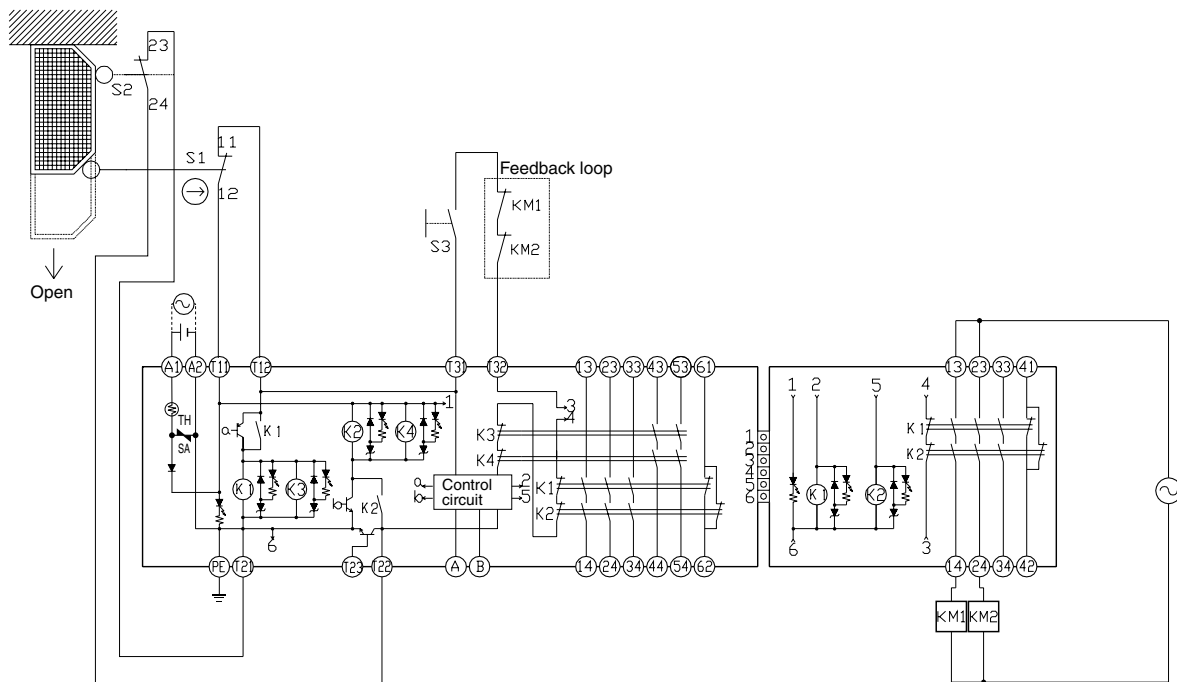 23
S2
24
11
S1
12
Open
Feedback loop
KM1
S3
KM2
A1 A2 T11 T12 T31 T32 13 23 33 43 53 61
13 23 33 41
1 2 5 4
TH
SA
a
K1
K2
K4
1
3
4
K3
K4
K1
K3
b
K2
a
b
Control
circuit
2
5
K1
K2
6
1
2
3
4
5
6
K1
K2
K1
K2
6
3
PE T21 T23 T22 A B 14 24 34 44 54 62
14 24 34 42
KM1 KM2